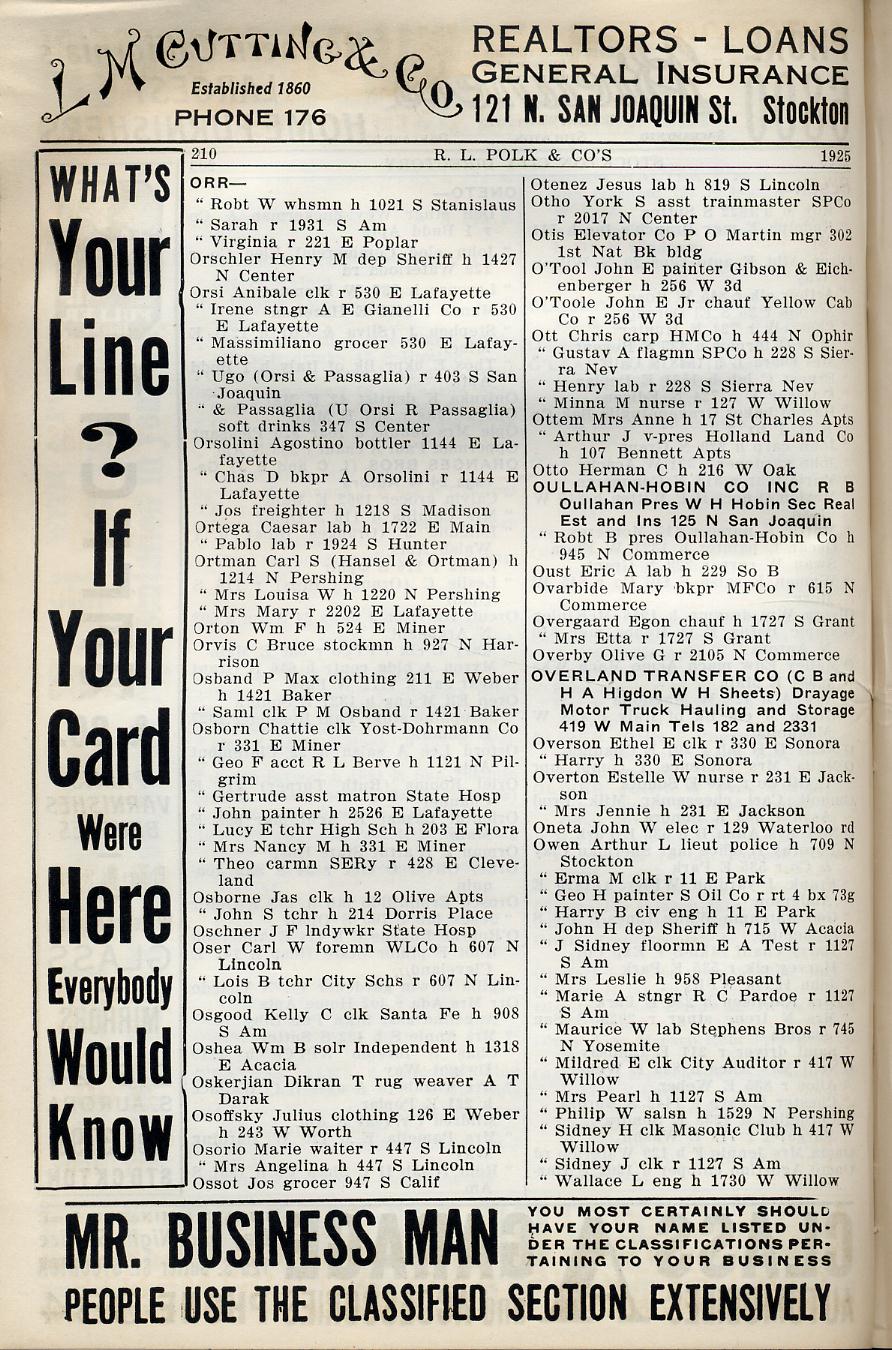 L M CUTTING & CO
Established 1860
PHONE 176
REALTORS - LOANS
GENERAL INSURANCE
121 N. SAN JOAQUIN St. Stockton
WHAT'S
Your
Line
?
If
Your
Card
Were
Here
Everybody
Would
Know
210 R. L. POLK & CO'S 1925
ORR—
“ Robt W whsmn h 1021 S Stanislaus
“ Sarah r 1931 S Am
“ Virginia r 221 E Poplar
Orschler Henry M dep Sheriff h 1427
N Center
Orsi Anibale clk r 530 E Lafayette
“ Irene stngr A E Gianelli Co r 530
E Lafayette
“ Massimiliano grocer 530 E Lafay-
ette
“ Ugo (Orsi & Passaglia) r 403 S San
Joaquin
“ & Passaglia (U Orsi R Passaglia)
soft drinks 347 S Center
Orsolini Agostino bottler 1144 E La-
fayette
“ Chas D bkpr A Orsolini r 1144 E
Lafayette
“ Jos freighter h 1218 S Madison
Ortega Caesar lab h 1722 E Main
“ Pablo lab r 1924 S Hunter
Ortman Carl S (Hansel & Ortman) h
1214 N Pershing
“ Mrs Louisa W h 1220 N Pershing
“ Mrs Mary r 2202 E Lafayette
Orton Wm F h 524 E Miner
Orvis C Bruce stockmn h 927 N Har-
rison
Osband P Max clothing 211 E Weber
h 1421 Baker
“ Saml clk P M Osband r 1421 Baker
Osborn Chattie clk Yost-Dohrmann Co
r 331 E Miner
“ Geo F acct R L Berve h 1121 N Pil-
grim
“ Gertrude asst matron State Hosp
“ John painter h 2526 E Lafayette
“ Lucy E tchr High Sch h 203 E Flora
“ Mrs Nancy M h 331 E Miner
“ Theo carmn SERy r 428 E Cleve-
land
Osborne Jas clk h 12 Olive Apts
“ John S tchr h 214 Dorris Place
Oschner J F lndywkr State Hosp
Oser Carl W foremn WLCo h 607 N
Lincoln
“ Lois B tchr City Schs r 607 N Lin-
coln
Osgood Kelly C clk Santa Fe h 908
S Am
Oshea Wm B solr Independent h 1318
E Acacia
Oskerjian Dikran T rug weaver A T
Darak
Osoffsky Julius clothing 126 E Weber
h 243 W Worth
Osorio Marie waiter r 447 S Lincoln
“ Mrs Angelina h 447 S Lincoln
Ossot Jos grocer 947 S Calif
Otenez Jesus lab h 819 S Lincoln
Otho York S asst trainmaster SPCo
r 2017 N Center
Otis Elevator Co P O Martin mgr 302
1st Nat Bk bldg
O'Tool John E painter Gibson & Eich-
enberger h 256 W 3d
O'Toole John E Jr chauf Yellow Cab
Co r 256 W 3d
Ott Chris carp HMCo h 444 N Ophir
“ Gustav A flagmn SPCo h 228 S Sier-
ra Nev
“ Henry lab r 228 S Sierra Nev
“ Minna M nurse r 127 W Willow
Ottem Mrs Anne h 17 St Charles Apts
“ Arthur J v-pres Holland Land Co
h 107 Bennett Apts
Otto Herman C h 216 W Oak
OULLAHAN-HOBIN CO INC R B
Oullahan Pres W H Hobin Sec Real
Est and Ins 125 N San Joaquin
“ Robt B pres Oullahan-Hobin Co h
945 N Commerce
Oust Eric A lab h 229 So B
Ovarbide Mary bkpr MFCo r 615 N
Commerce
Overgaard Egon chauf h 1727 S Grant
“ Mrs Etta r 1727 S Grant
Overby Olive G r 2105 N Commerce
OVERLAND TRANSFER CO (C B and
H A Higdon W H Sheets) Drayage
Motor Truck Hauling and Storage
419 W Main Tels 182 and 2331
Overson Ethel E clk r 330 E Sonora
“ Harry h 330 E Sonora
Overton Estelle W nurse r 231 E Jack-
son
“ Mrs Jennie h 231 E Jackson
Oneta John W elec r 129 Waterloo rd
Owen Arthur L lieut police h 709 N
Stockton
“ Erma M clk r 11 E Park
“ Geo H painter S Oil Co r rt 4 bx 73g
“ Harry B civ eng h 11 E Park
“ John H dep Sheriff h 715 W Acacia
“ J Sidney floormn E A Test r 1127
S Am
“ Mrs Leslie h 958 Pleasant
“ Marie A stngr R C Pardoe r 1127
S Am
“ Maurice W lab Stephens Bros r 745
N Yosemite
“ Mildred E clk City Auditor r 417 W
Willow
“ Mrs Pearl h 1127 S Am
“ Philip W salsn h 1529 N Pershing
“ Sidney H clk Masonic Club h 417 W
Willow
“ Sidney J clk r 1127 S Am
“ Wallace L eng h 1730 W Willow
MR. BUSINESS MAN
YOU MOST CERTAINLY SHOULD
HAVE YOUR NAME LISTED UN-
DER THE CLASSIFICATIONS PER-
TAINING TO YOUR BUSINESS
PEOPLE USE THE CLASSIFIED SECTION EXTENSIVELY